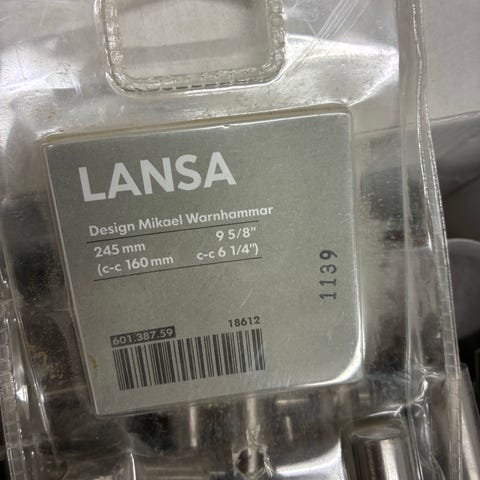 LANSA
Design Mikael Warnhammar
245 mm 9 5/8"
(c-c 160 mm c-c 6 1/4")
1139
18612
601.387.59